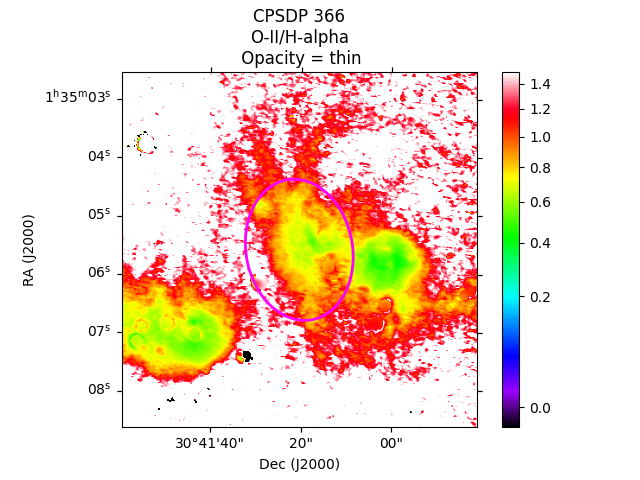 CPSDP 366
O-II/H-alpha
Opacity = thin
1ʰ35ᵐ03ˢ
04ˢ
05ˢ
06ˢ
07ˢ
08ˢ
RA (J2000)
30°41'40" 20" 00"
Dec (J2000)
1.4
1.2
1.0
0.8
0.6
0.4
0.2
0.0